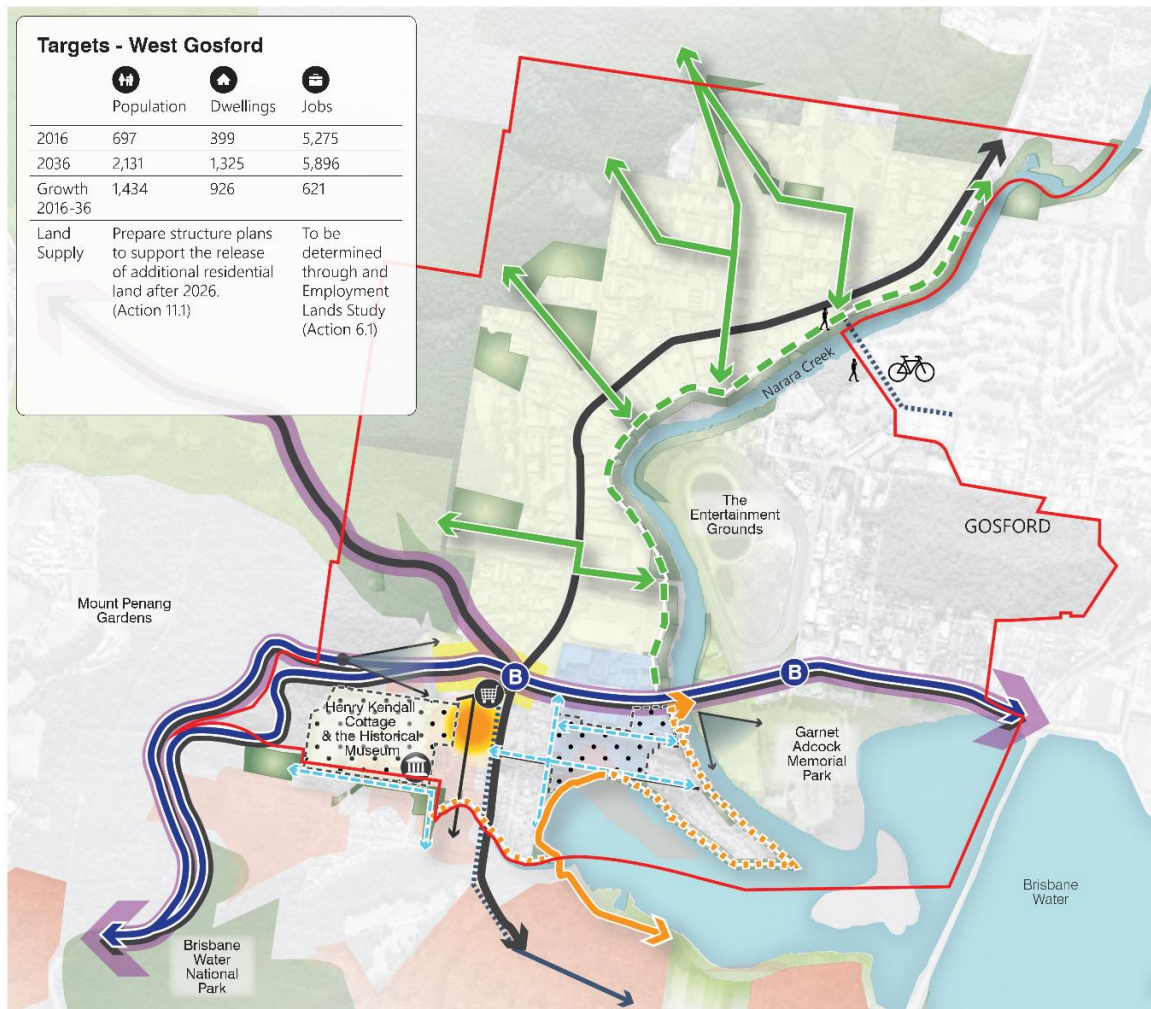 Targets - West Gosford
Population Dwellings Jobs
2016 697 399 5,275
2036 2,131 1,325 5,896
Growth 1,434 926 621
2016-36
Land Prepare structure plans To be
Supply to support the release determined
of additional residential through and
land after 2026. Employment
(Action 11.1) Lands Study
(Action 6.1)
Narara Creek
The
Entertainment
Grounds
GOSFORD
Mount Penang
Gardens
B
B
Henry Kendall
Cottage
& the Historical
Museum
Garnet
Adcock
Memorial
Park
Brisbane
Water
Brisbane
Water
National
Park